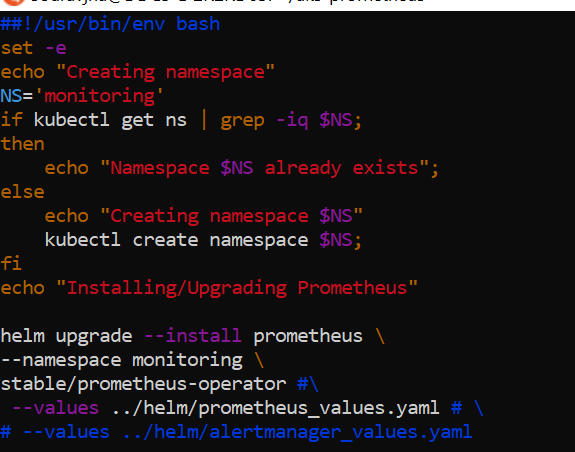 ##!/usr/bin/env bash
set -e
echo "Creating namespace"
NS='monitoring'
if kubectl get ns | grep -iq $NS;
then
    echo "Namespace $NS already exists";
else
    echo "Creating namespace $NS"
    kubectl create namespace $NS;
fi
echo "Installing/Upgrading Prometheus"

helm upgrade --install prometheus \
--namespace monitoring \
stable/prometheus-operator #\
 --values ../helm/prometheus_values.yaml # \
# --values ../helm/alertmanager_values.yaml